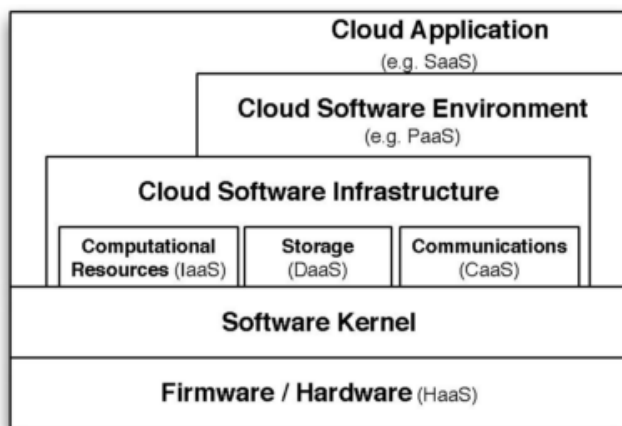 Cloud Application
(e.g. SaaS)
Cloud Software Environment
(e.g. PaaS)
Cloud Software Infrastructure
Computational
Resources (IaaS)
Storage
(DaaS)
Communications
(CaaS)
Software Kernel
Firmware / Hardware (HaaS)